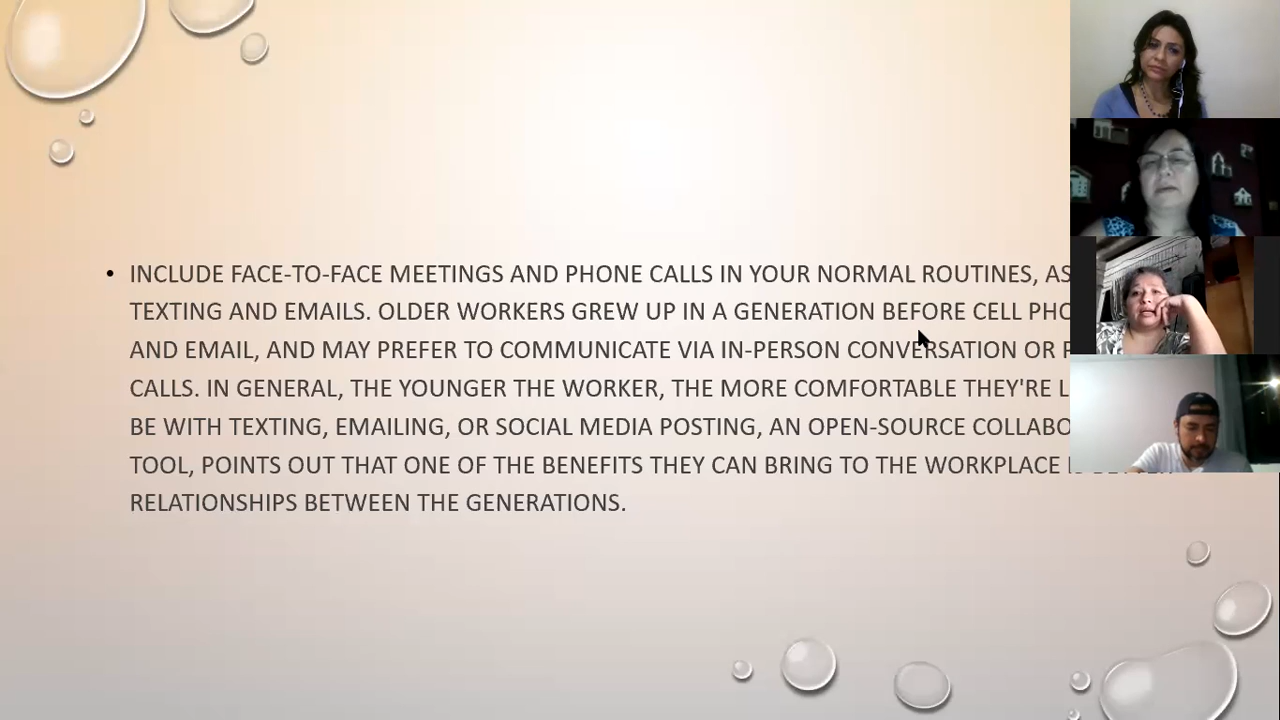 • INCLUDE FACE-TO-FACE MEETINGS AND PHONE CALLS IN YOUR NORMAL ROUTINES, AS
TEXTING AND EMAILS. OLDER WORKERS GREW UP IN A GENERATION BEFORE CELL
AND EMAIL, AND MAY PREFER TO COMMUNICATE VIA IN-PERSON CONVERSATION OR
CALLS. IN GENERAL, THE YOUNGER THE WORKER, THE MORE COMFORTABLE THEY'RE
BE WITH TEXTING, EMAILING, OR SOCIAL MEDIA POSTING, AN OPEN-SOURCE
TOOL, POINTS OUT THAT ONE OF THE BENEFITS THEY CAN BRING TO THE WORKPLACE
RELATIONSHIPS BETWEEN THE GENERATIONS.